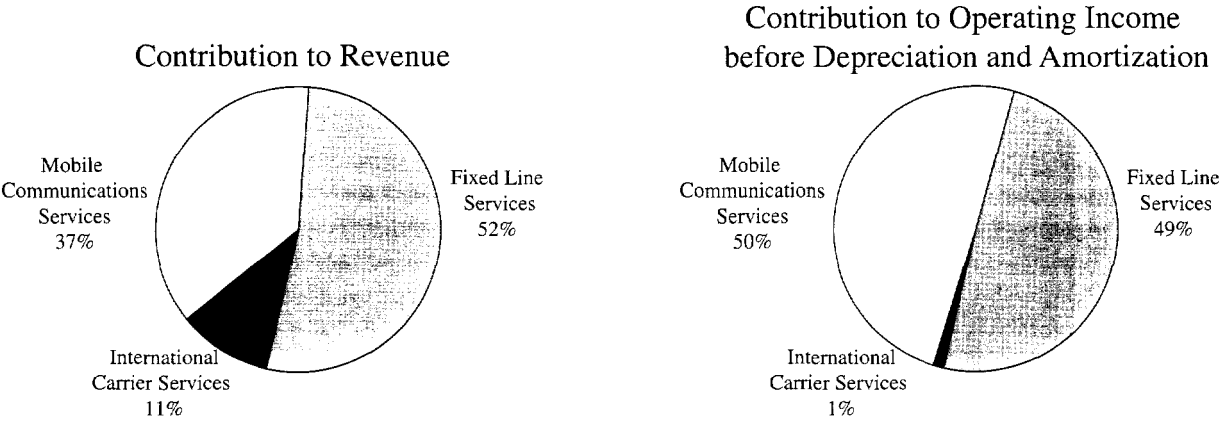 Contribution to Revenue
Mobile
Communications
Services
37%
Fixed Line
Services
52%
International
Carrier Services
11%
Contribution to Operating Income
before Depreciation and Amortization
Mobile
Communications
Services
50%
Fixed Line
Services
49%
International
Carrier Services
1%